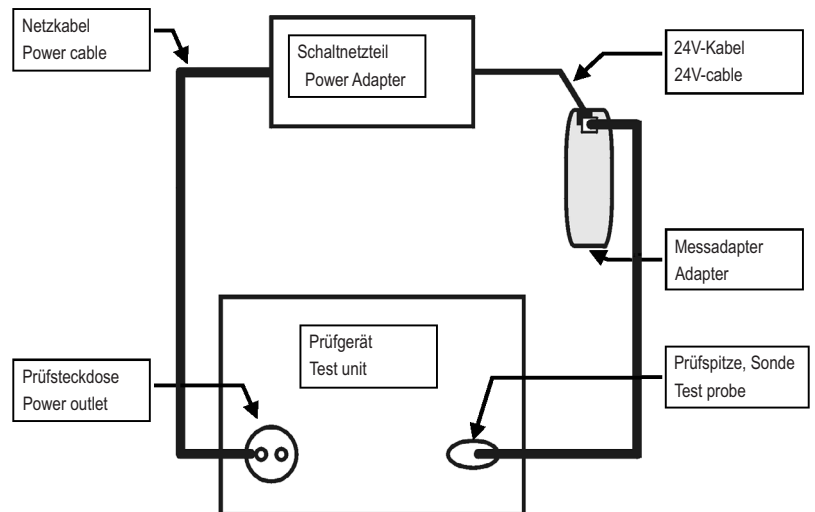 Netzkabel
Power cable
Schaltnetzteil
Power Adapter
24V-Kabel
24V-cable
Messadapter
Adapter
Prüfgerät
Test unit
Prüfsteckdose
Power outlet
Prüfspitze, Sonde
Test probe